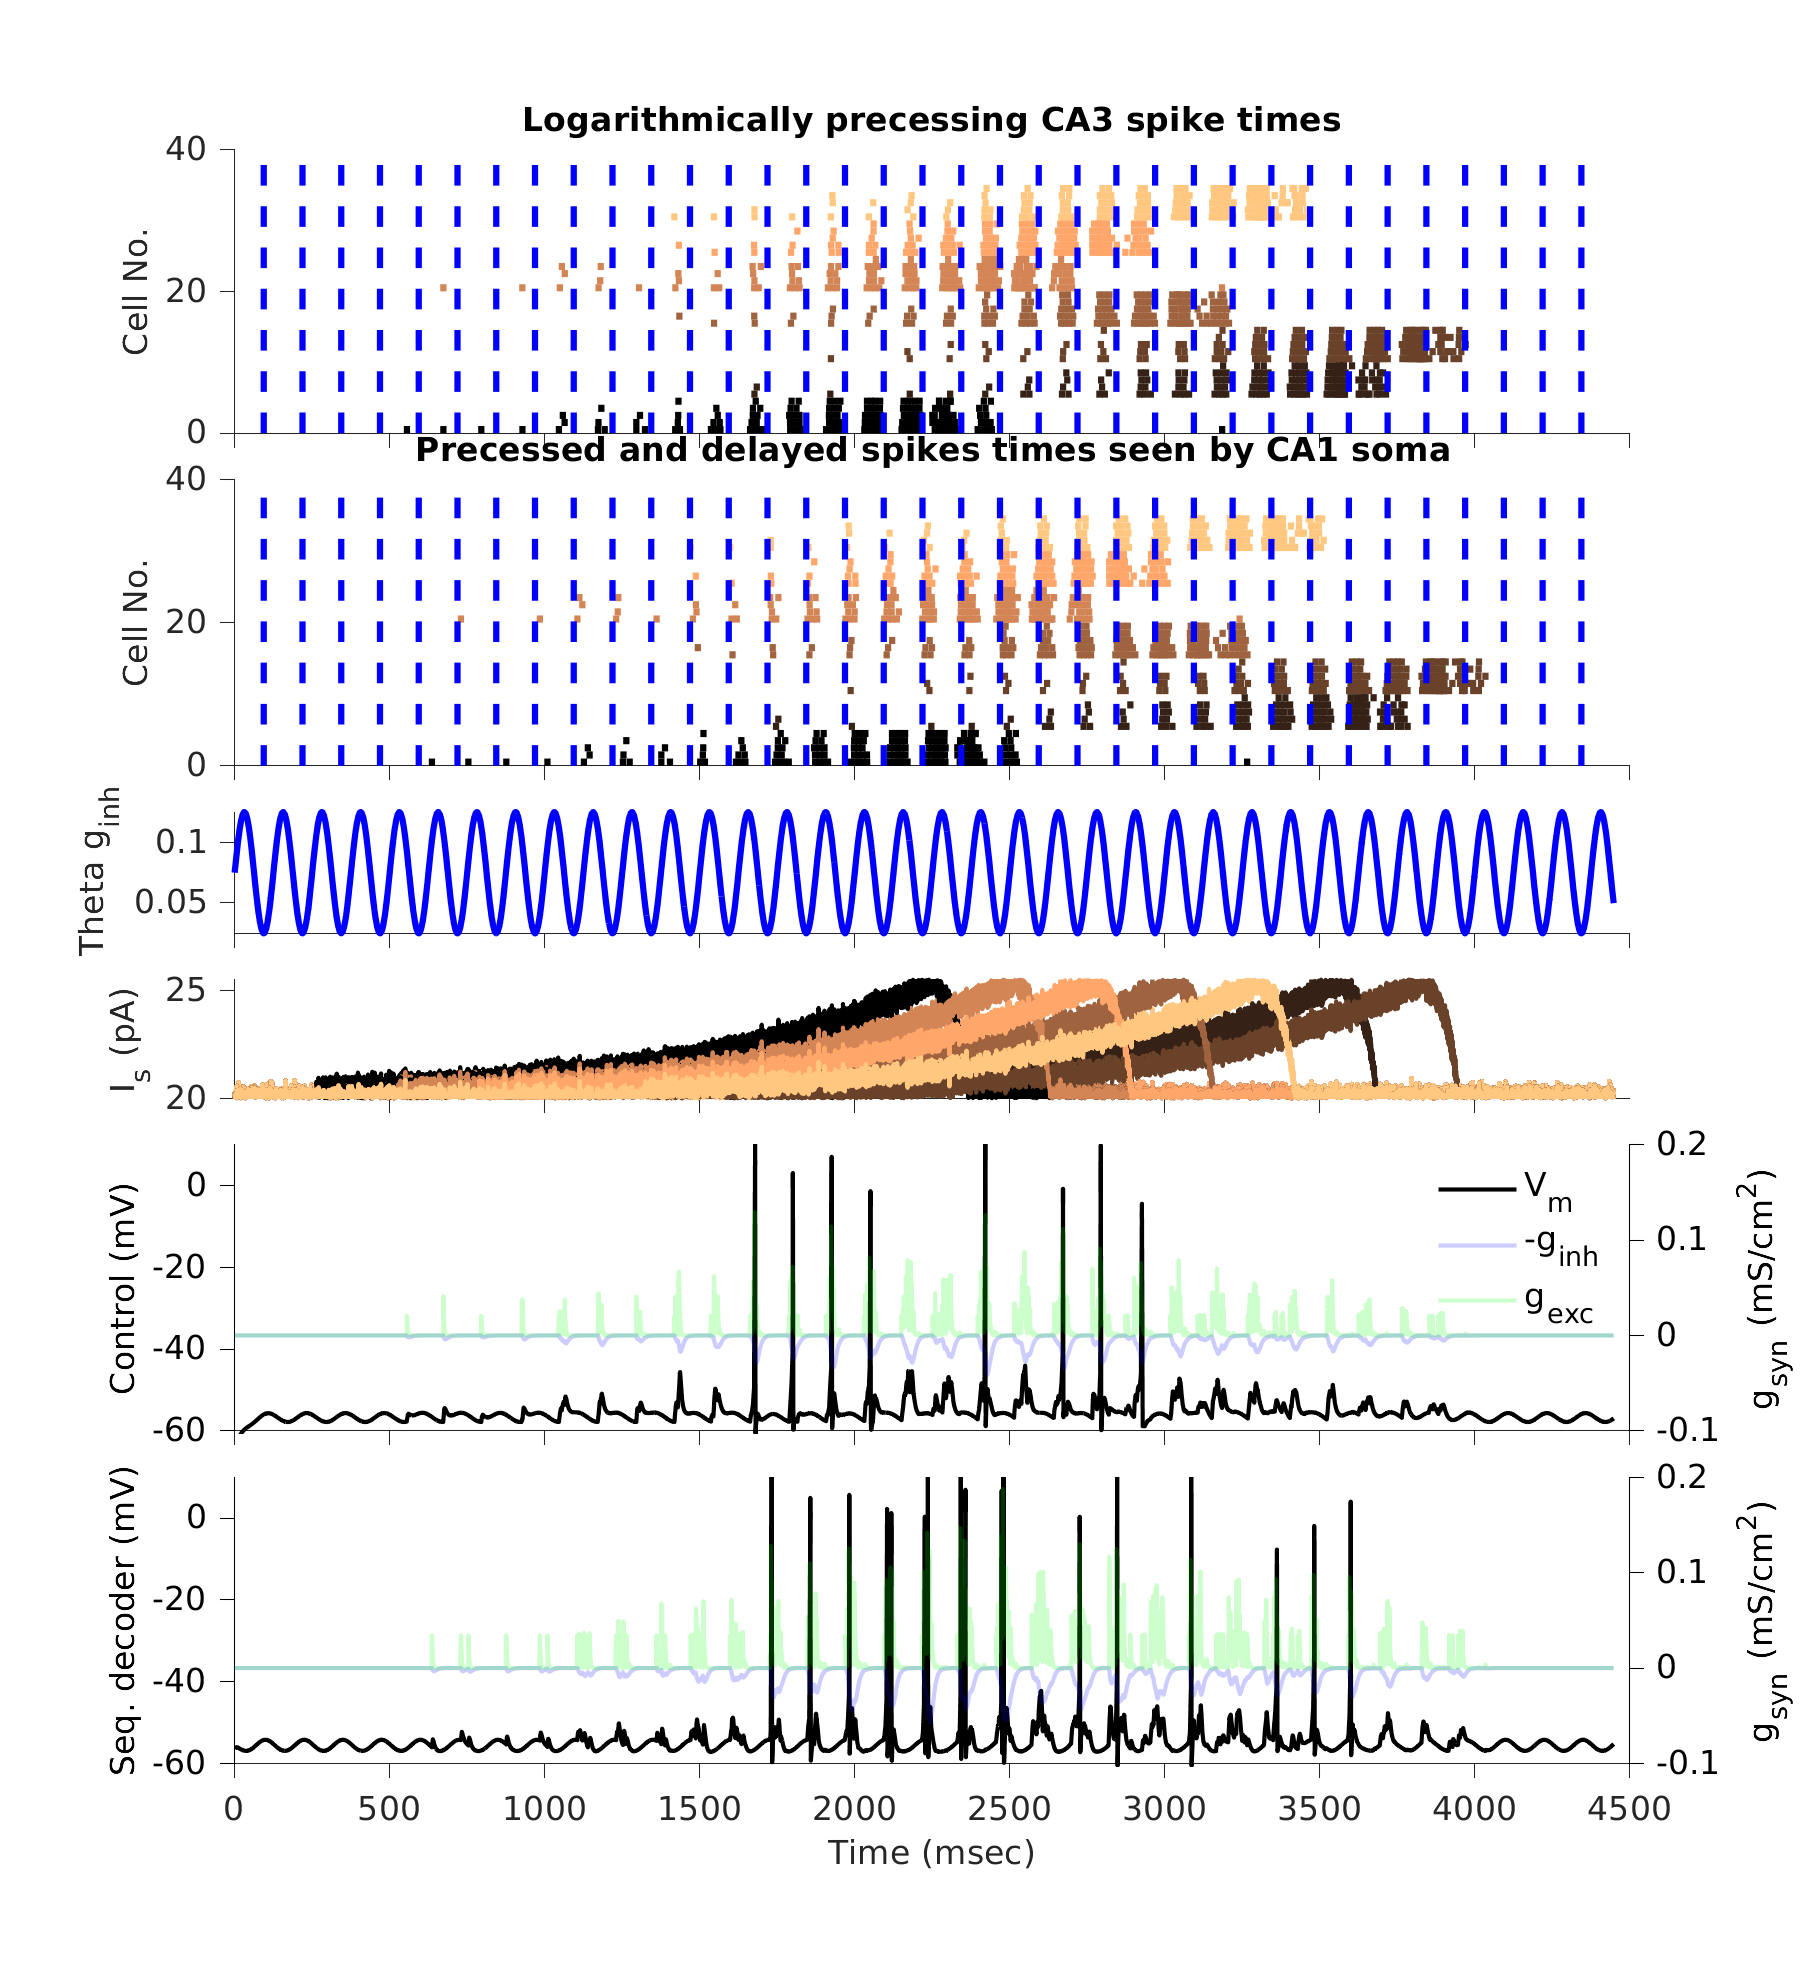 Logarithmically precessing CA3 spike times
40
20
0
Cell No.
Precessed and delayed spikes times seen by CA1 soma
40
20
0
Cell No.
0.1
0.05
Theta g_inh
25
20
I_s (pA)
0
-20
-40
-60
Control (mV)
V_m
-g_inh
g_exc
0.2
0.1
0
-0.1
g_syn (mS/cm^2)
0
-20
-40
-60
Seq. decoder (mV)
0.2
0.1
0
-0.1
g_syn (mS/cm^2)
0 500 1000 1500 2000 2500 3000 3500 4000 4500
Time (msec)